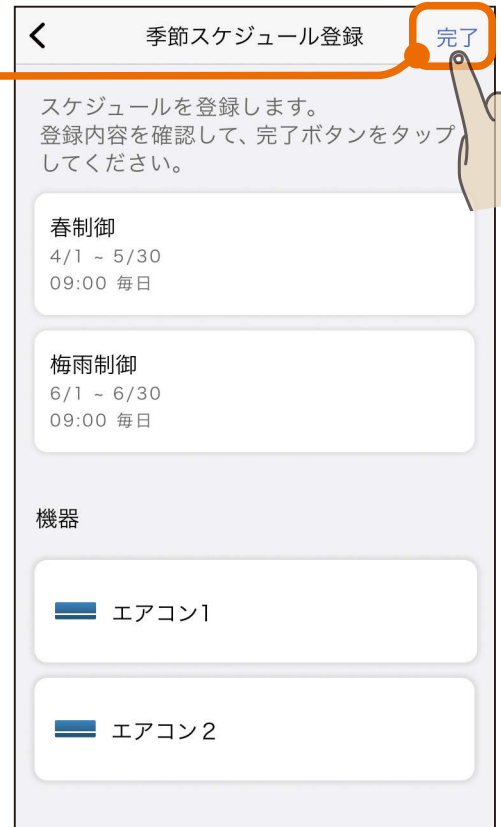 季節スケジュール登録
完了
スケジュールを登録します。
登録内容を確認して、完了ボタンをタップ
してください。
春制御
4/1 ~ 5/30
09:00 毎日
梅雨制御
6/1 ~ 6/30
09:00 毎日
機器
エアコン1
エアコン2